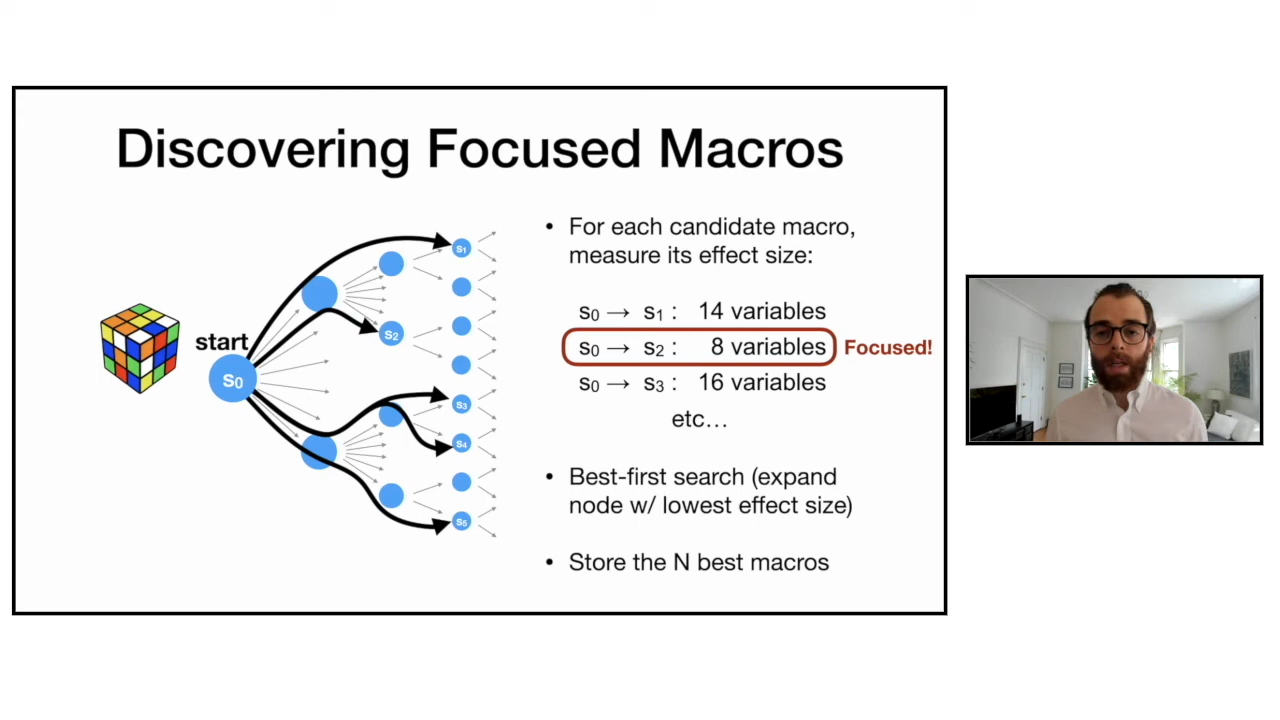 Discovering Focused Macros
start
s₀
s₁
s₂
s₃
s₄
s₅
• For each candidate macro,
measure its effect size:
s₀ → s₁ : 14 variables
s₀ → s₂ : 8 variables Focused!
s₀ → s₃ : 16 variables
etc…
• Best-first search (expand
node w/ lowest effect size)
• Store the N best macros